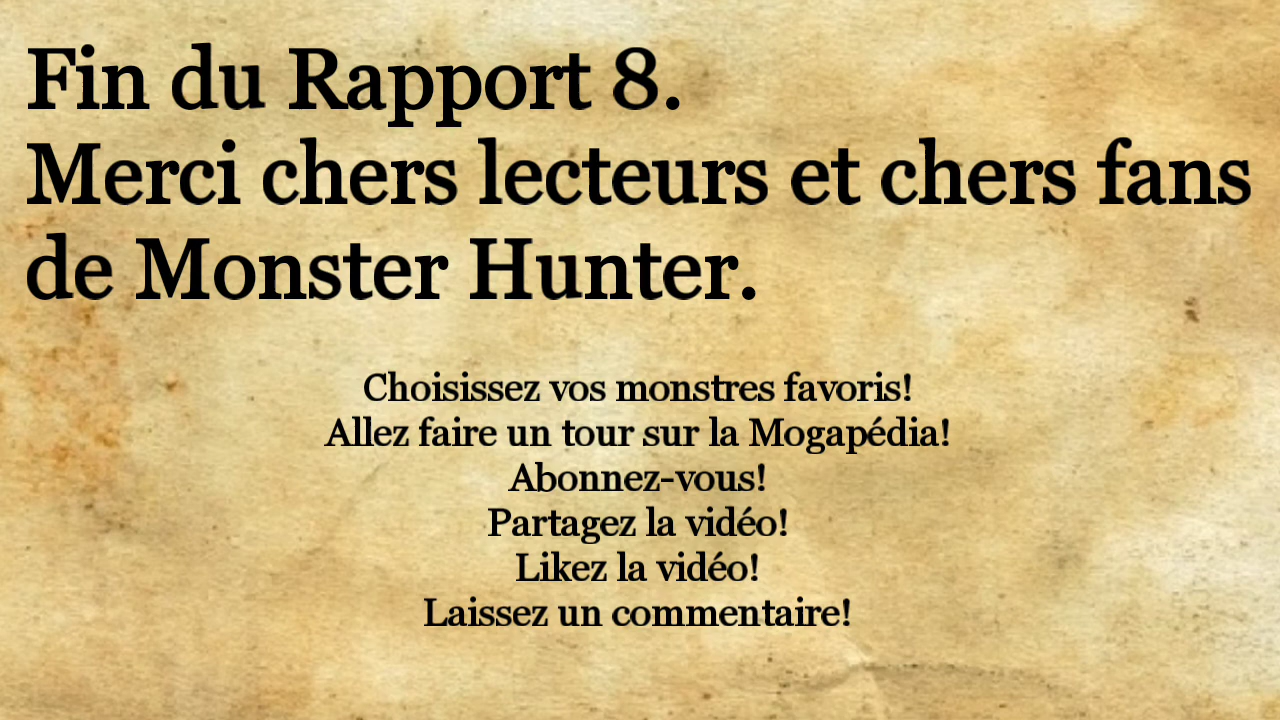 Fin du Rapport 8.
Merci chers lecteurs et chers fans
de Monster Hunter.
Choisissez vos monstres favoris!
Allez faire un tour sur la Mogapédia!
Abonnez-vous!
Partagez la vidéo!
Likez la vidéo!
Laissez un commentaire!